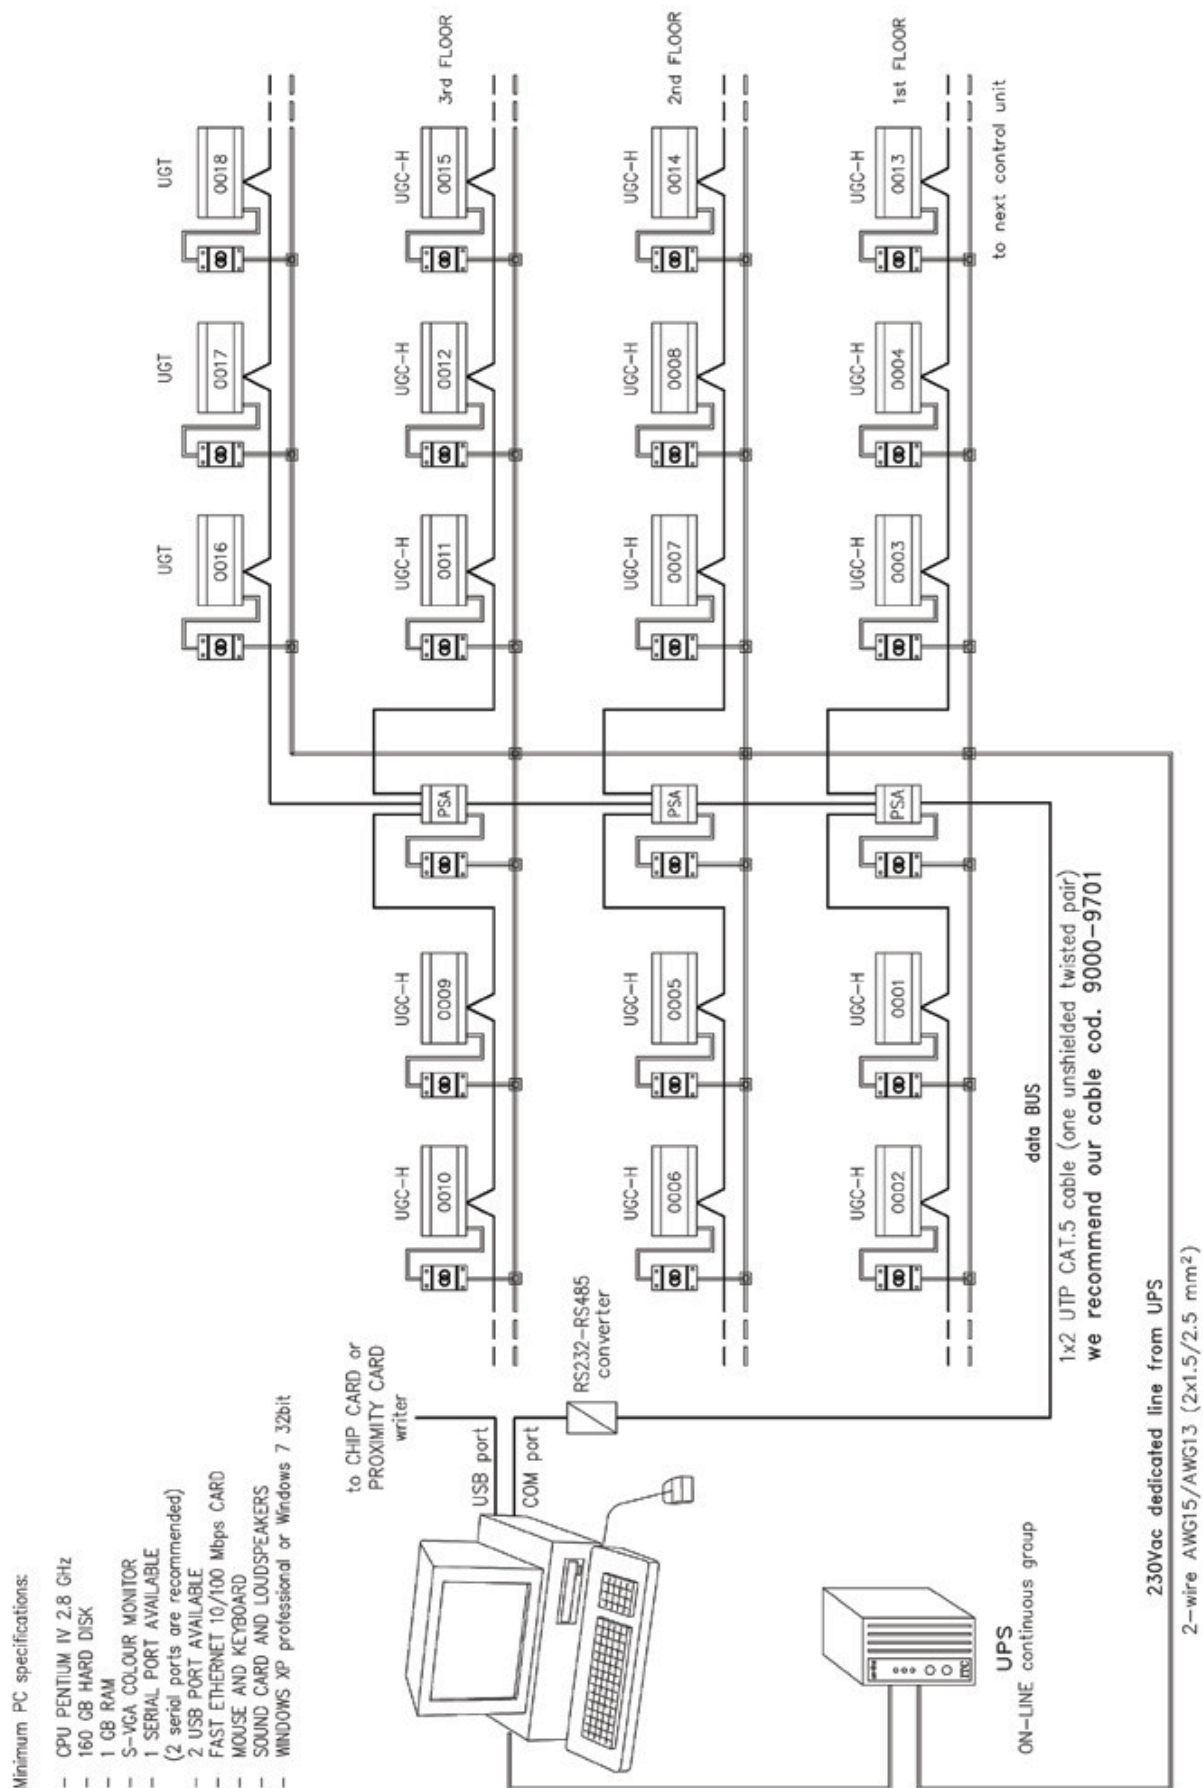 Minimum PC specifications:
- CPU PENTIUM IV 2.8 GHz
- 160 GB HARD DISK
- 1 GB RAM
- S-VGA COLOUR MONITOR
- 1 SERIAL PORT AVAILABLE
(2 serial ports are recommended)
- 2 USB PORT AVAILABLE
- FAST ETHERNET 10/100 Mbps CARD
- MOUSE AND KEYBOARD
- SOUND CARD AND LOUDSPEAKERS
- WINDOWS XP professional or Windows 7 32bit
UGT
UGT
UGT
0016
0017
0018
to CHIP CARD or
PROXIMITY CARD
writer
UGC-H
UGC-H
UGC-H
UGC-H
UGC-H
3rd FLOOR
0010
0009
PSA
0011
0012
0015
USB port
COM port
RS232-RS485
converter
UGC-H
UGC-H
UGC-H
UGC-H
UGC-H
2nd FLOOR
0006
0005
PSA
0007
0008
0014
UGC-H
UGC-H
UGC-H
UGC-H
UGC-H
1st FLOOR
0002
0001
PSA
0003
0004
0013
to next control unit
UPS
ON-LINE continuous group
data BUS
1x2 UTP CAT.5 cable (one unshielded twisted pair)
we recommend our cable cod. 9000-9701
230Vac dedicated line from UPS
2-wire AWG15/AWG13 (2x1.5/2.5 mm²)